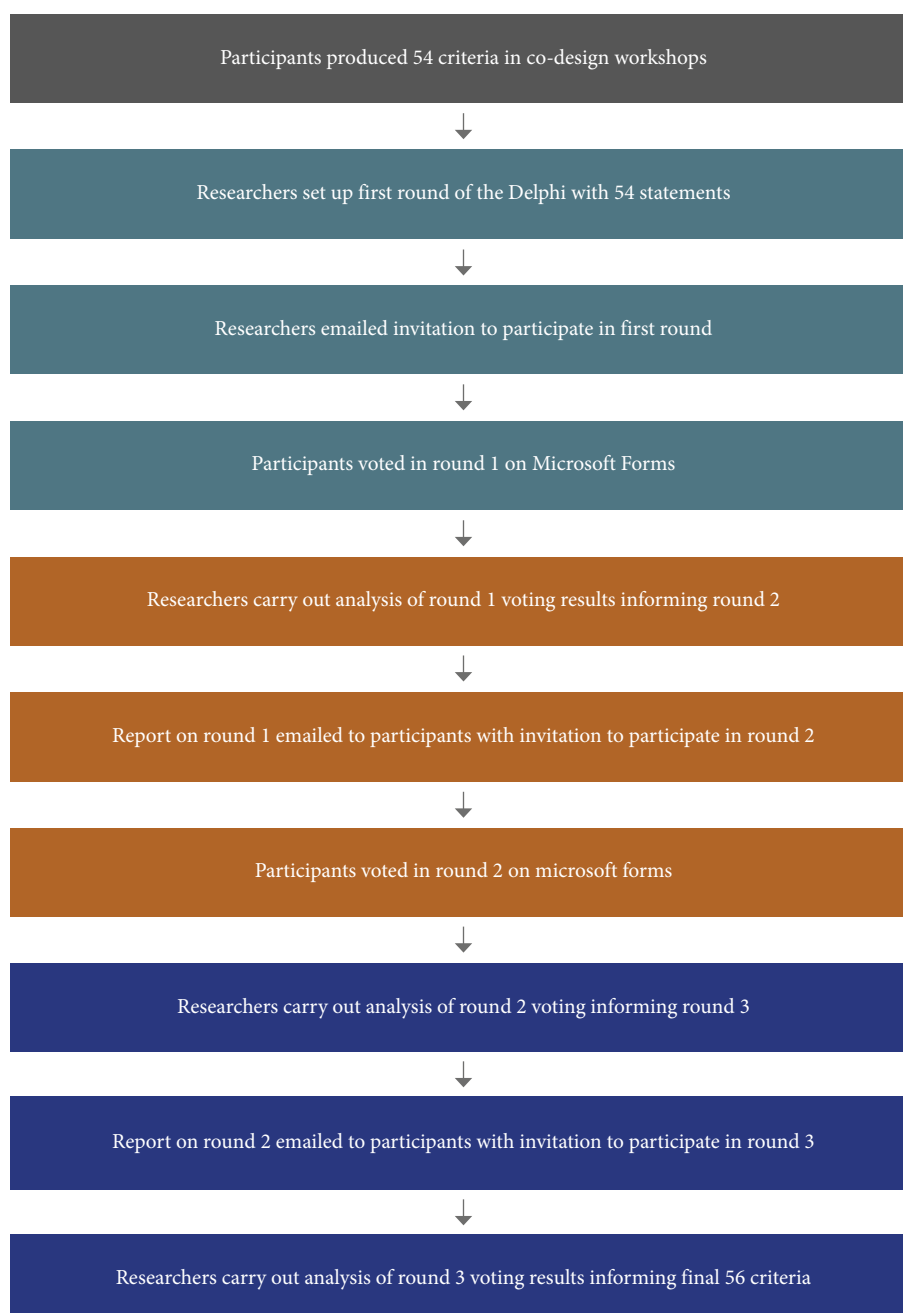 Participants produced 54 criteria in co-design workshops
Researchers set up first round of the Delphi with 54 statements
Researchers emailed invitation to participate in first round
Participants voted in round 1 on Microsoft Forms
Researchers carry out analysis of round 1 voting results informing round 2
Report on round 1 emailed to participants with invitation to participate in round 2
Participants voted in round 2 on microsoft forms
Researchers carry out analysis of round 2 voting informing round 3
Report on round 2 emailed to participants with invitation to participate in round 3
Researchers carry out analysis of round 3 voting results informing final 56 criteria